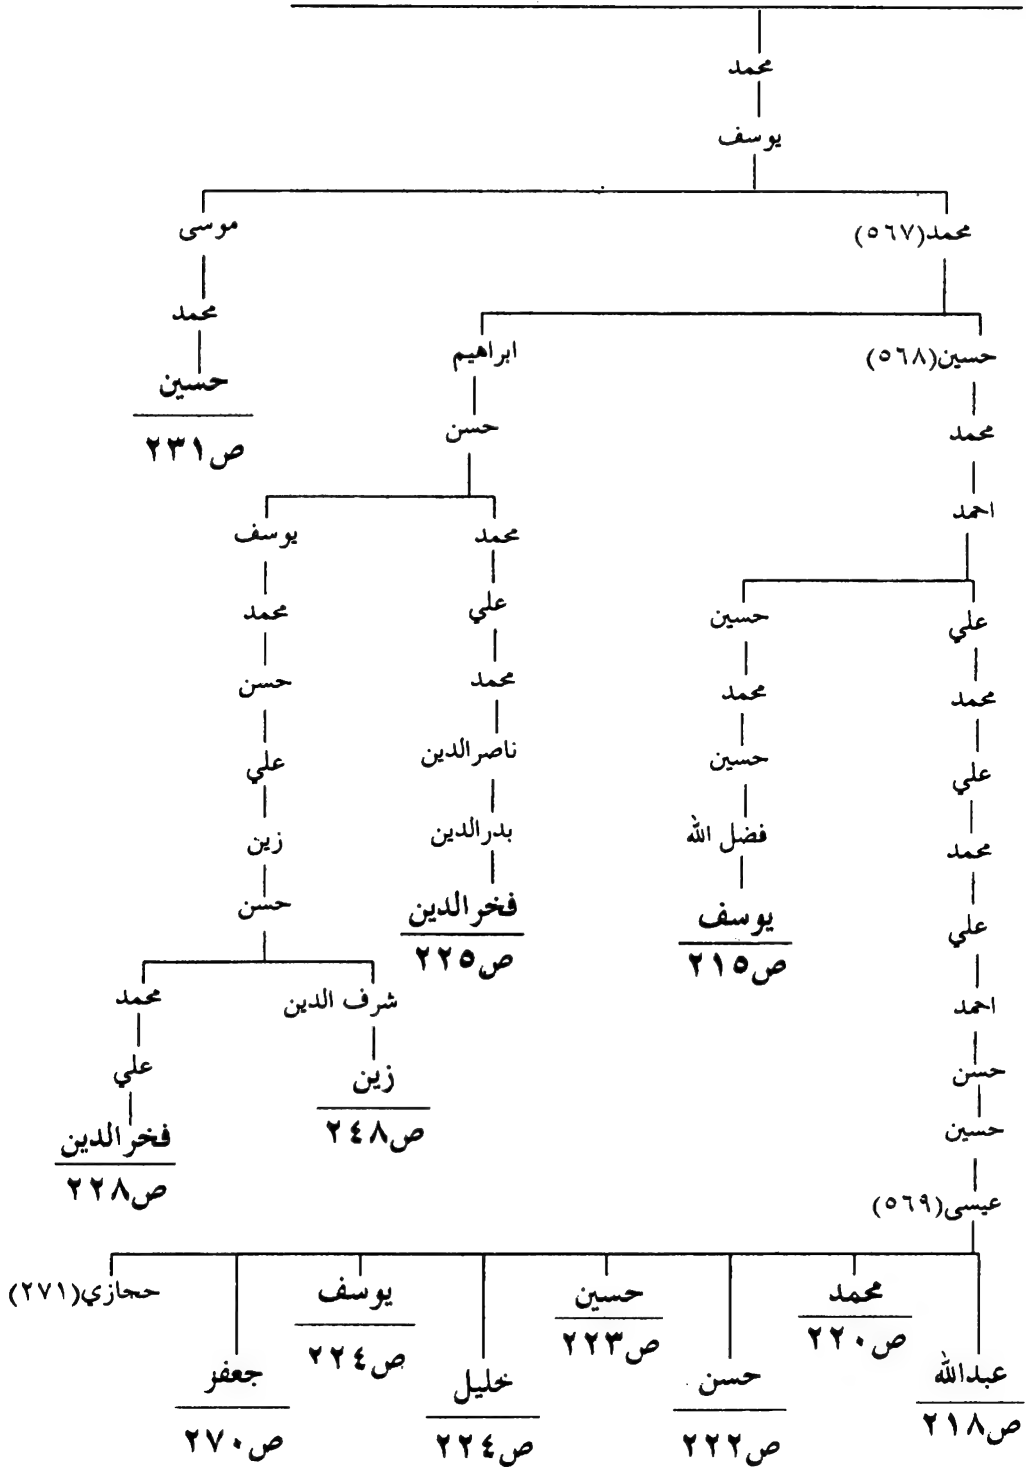 محمد
يوسف
محمد(٥٦٧)
موسى
محمد
حسين
ص٢٣١
حسين(٥٦٨)
ابراهيم
محمد
حسن
احمد
محمد
يوسف
علي
حسين
علي
محمد
محمد
محمد
محمد
حسن
علي
حسين
ناصرالدين
علي
محمد
فضل الله
بدرالدين
زين
علي
يوسف
ص٢١٥
فخرالدين
ص٢٢٥
حسن
احمد
شرف الدين
محمد
حسن
زين
ص٢٤٨
علي
فخرالدين
ص٢٢٨
حسين
عيسى(٥٦٩)
محمد
ص٢٢٠
حسين
ص٢٢٣
يوسف
ص٢٢٤
حجازي(٢٧١)
عبدالله
ص٢١٨
حسن
ص٢٢٢
خليل
ص٢٢٤
جعفر
ص٢٧٠